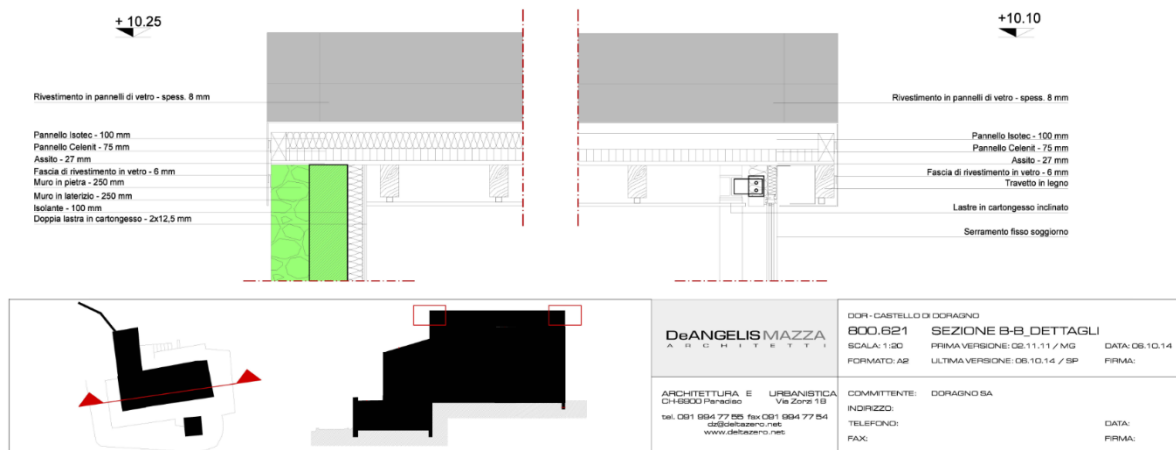 + 10.25
+10.10
Rivestimento in pannelli di vetro - spess. 8 mm
Pannello Isotec - 100 mm
Pannello Celenit - 75 mm
Assito - 27 mm
Fascia di rivestimento in vetro - 6 mm
Muro in pietra - 250 mm
Muro in laterizio - 250 mm
Isolante - 100 mm
Doppia lastra in cartongesso - 2x12,5 mm
Rivestimento in pannelli di vetro - spess. 8 mm
Pannello Isotec - 100 mm
Pannello Celenit - 75 mm
Assito - 27 mm
Fascia di rivestimento in vetro - 6 mm
Travetto in legno
Lastre in cartongesso inclinato
Serramento fisso soggiorno
DeANGELIS MAZZA
ARCHITETTI
ARCHITETTURA E URBANISTICA
CH-6900 Paradiso Via Zorzi 18
tel. 091 994 77 55 fax 091 994 77 54
dz@deltazero.net
www.deltazero.net
DOR - CASTELLO DI DORAGNO
800.621 SEZIONE B-B_DETTAGLI
SCALA: 1:20 PRIMA VERSIONE: 02.11.11 / MG DATA: 06.10.14
FORMATO: A2 ULTIMA VERSIONE: 06.10.14 / SP FIRMA:
COMMITTENTE: DORAGNO SA
INDIRIZZO:
TELEFONO: DATA:
FAX: FIRMA: